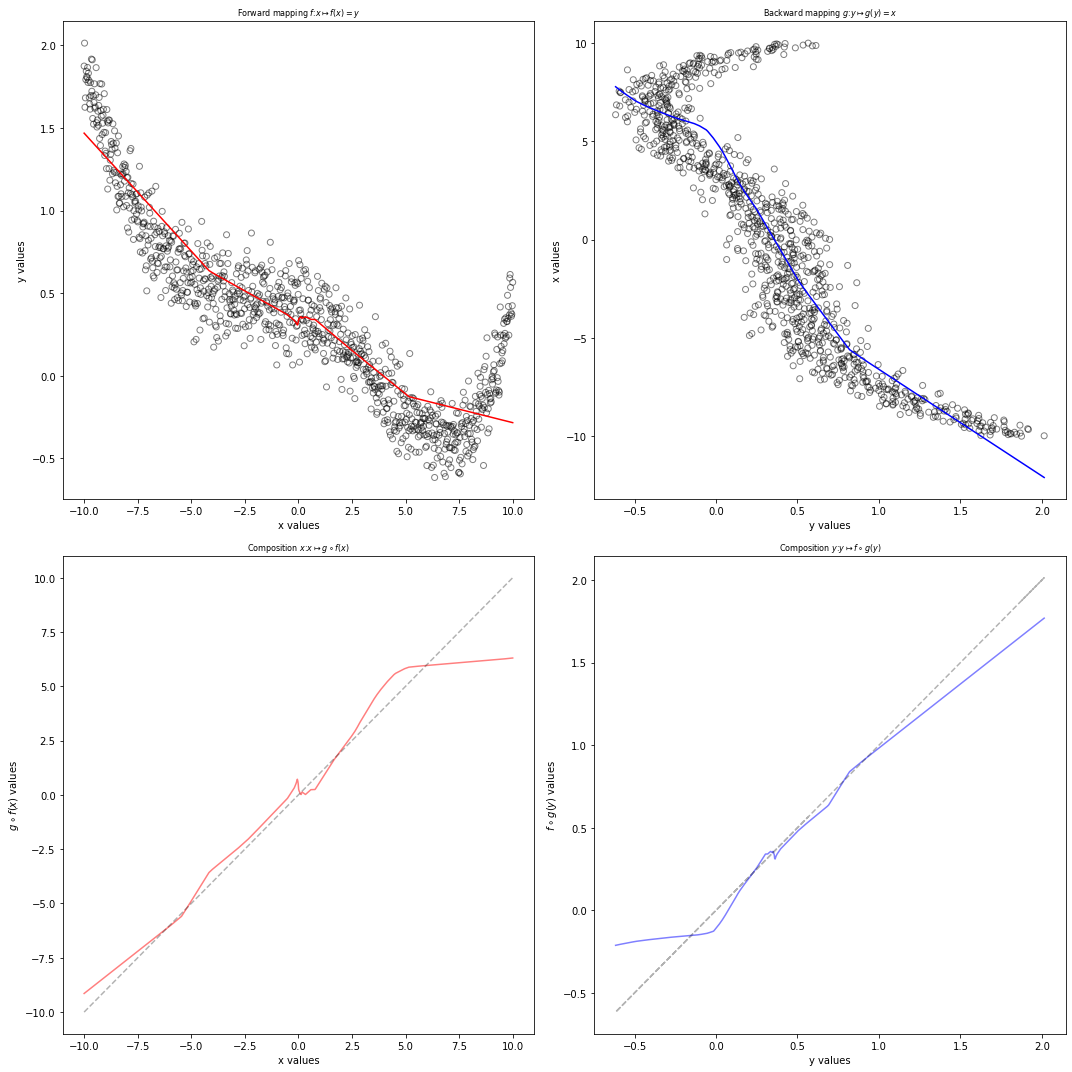 Forward mapping f:x↦f(x) = y
2.0
1.5
1.0
0.5
0.0
−0.5
y values
−10.0 −7.5 −5.0 −2.5 0.0 2.5 5.0 7.5 10.0
x values
Backward mapping g:y↦g(y) = x
10
5
0
−5
−10
x values
−0.5 0.0 0.5 1.0 1.5 2.0
y values
Composition x:x↦g∘f(x)
10.0
7.5
5.0
2.5
0.0
−2.5
−5.0
−7.5
−10.0
g∘f(x) values
−10.0 −7.5 −5.0 −2.5 0.0 2.5 5.0 7.5 10.0
x values
Composition y:y↦f∘g(y)
2.0
1.5
1.0
0.5
0.0
−0.5
f∘g(y) values
−0.5 0.0 0.5 1.0 1.5 2.0
y values